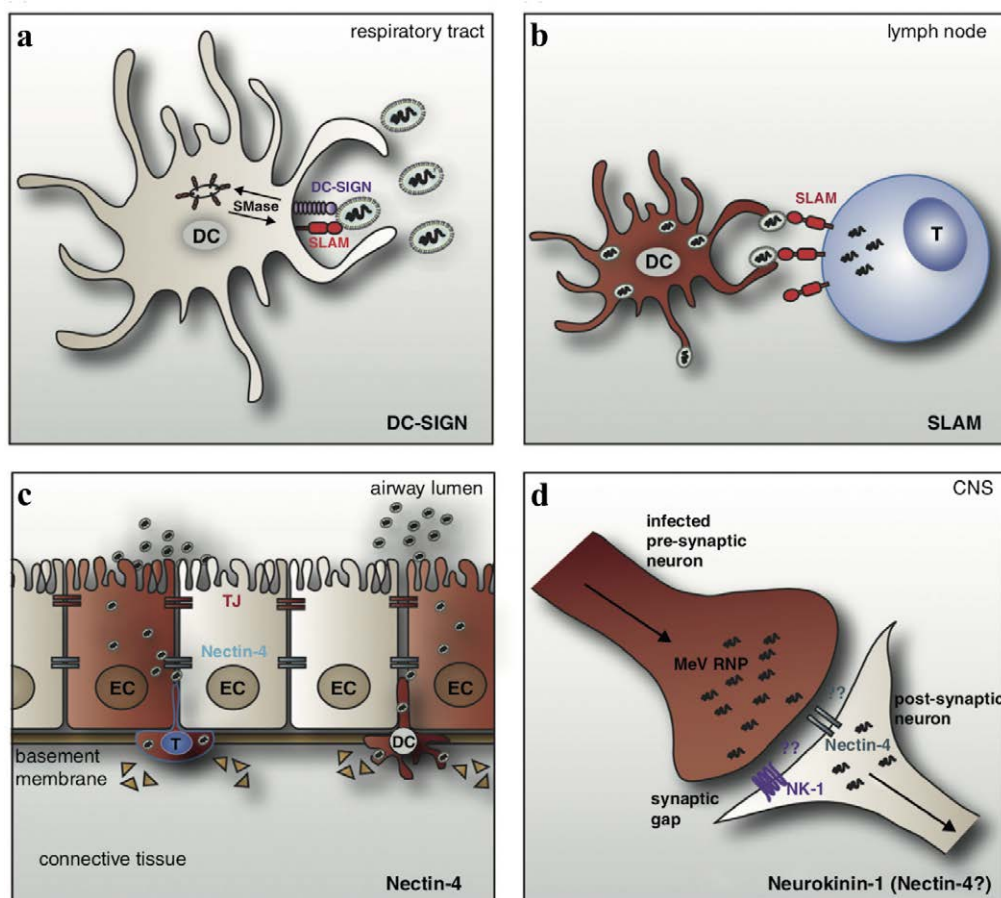 a
respiratory tract
DC-SIGN
SMase
SLAM
DC
DC-SIGN
b
lymph node
SLAM
T
DC
SLAM
c
airway lumen
TJ
Nectin-4
EC
EC
EC
EC
T
DC
basement
membrane
connective tissue
Nectin-4
d
CNS
infected
pre-synaptic
neuron
MeV RNP
??
post-synaptic
neuron
Nectin-4
??
NK-1
synaptic
gap
Neurokinin-1 (Nectin-4?)